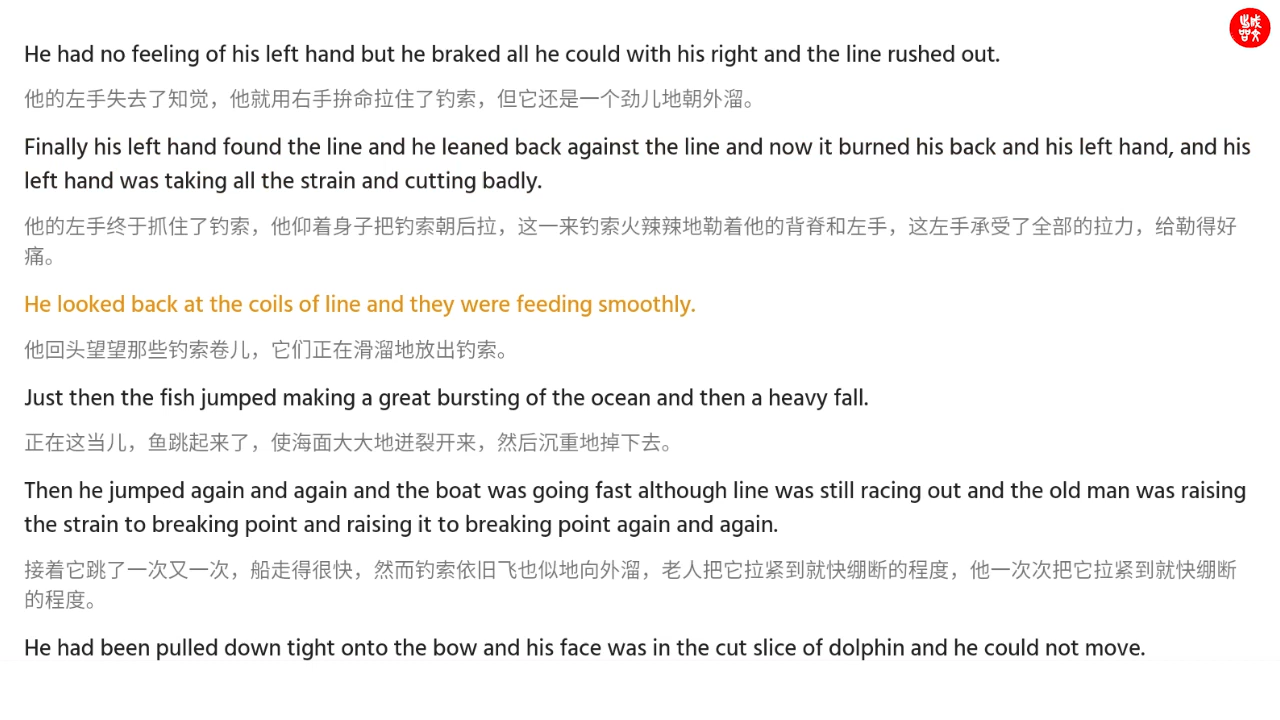 He had no feeling of his left hand but he braked all he could with his right and the line rushed out.
他的左手失去了知觉，他就用右手拚命拉住了钓索，但它还是一个劲儿地朝外溜。
Finally his left hand found the line and he leaned back against the line and now it burned his back and his left hand, and his
left hand was taking all the strain and cutting badly.
他的左手终于抓住了钓索，他仰着身子把钓索朝后拉，这一来钓索火辣辣地勒着他的背脊和左手，这左手承受了全部的拉力，给勒得好
痛。
He looked back at the coils of line and they were feeding smoothly.
他回头望望那些钓索卷儿，它们正在滑溜地放出钓索。
Just then the fish jumped making a great bursting of the ocean and then a heavy fall.
正在这当儿，鱼跳起来了，使海面大大地迸裂开来，然后沉重地掉下去。
Then he jumped again and again and the boat was going fast although line was still racing out and the old man was raising
the strain to breaking point and raising it to breaking point again and again.
接着它跳了一次又一次，船走得很快，然而钓索依旧飞也似地向外溜，老人把它拉紧到就快绷断的程度，他一次次把它拉紧到就快绷断
的程度。
He had been pulled down tight onto the bow and his face was in the cut slice of dolphin and he could not move.